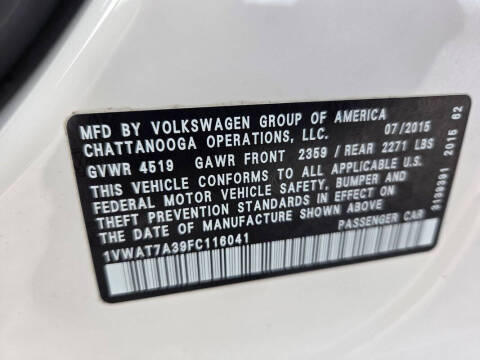 MFD BY VOLKSWAGEN GROUP OF AMERICA
CHATTANOOGA OPERATIONS, LLC. 07/2015
GVWR 4519 GAWR FRONT 2359 / REAR 2271 LBS
THIS VEHICLE CONFORMS TO ALL APPLICABLE U.S.
FEDERAL MOTOR VEHICLE SAFETY, BUMPER AND
THEFT PREVENTION STANDARDS IN EFFECT ON
THE DATE OF MANUFACTURE SHOWN ABOVE
1VWAT7A39FC116041 PASSENGER CAR
3139391 2015 62